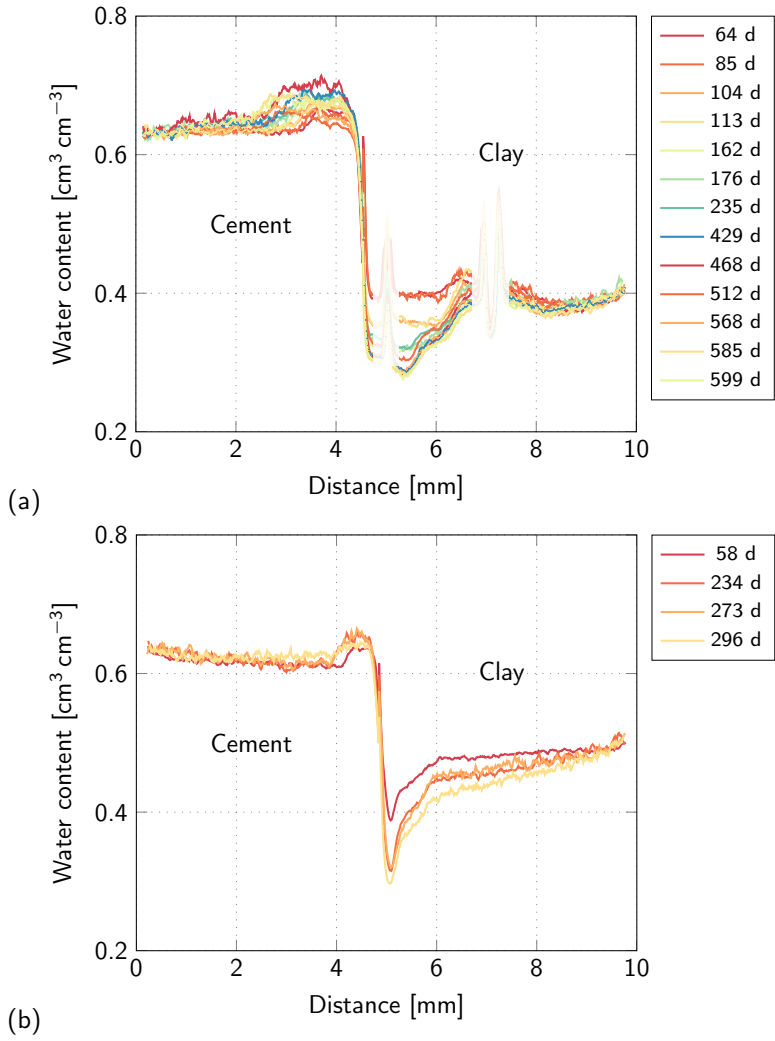 0.8
0.6
0.4
0.2
0 2 4 6 8 10
Water content [cm³ cm⁻³]
Distance [mm]
Cement
Clay
64 d
85 d
104 d
113 d
162 d
176 d
235 d
429 d
468 d
512 d
568 d
585 d
599 d
(a)
0.8
0.6
0.4
0.2
0 2 4 6 8 10
Water content [cm³ cm⁻³]
Distance [mm]
Cement
Clay
58 d
234 d
273 d
296 d
(b)